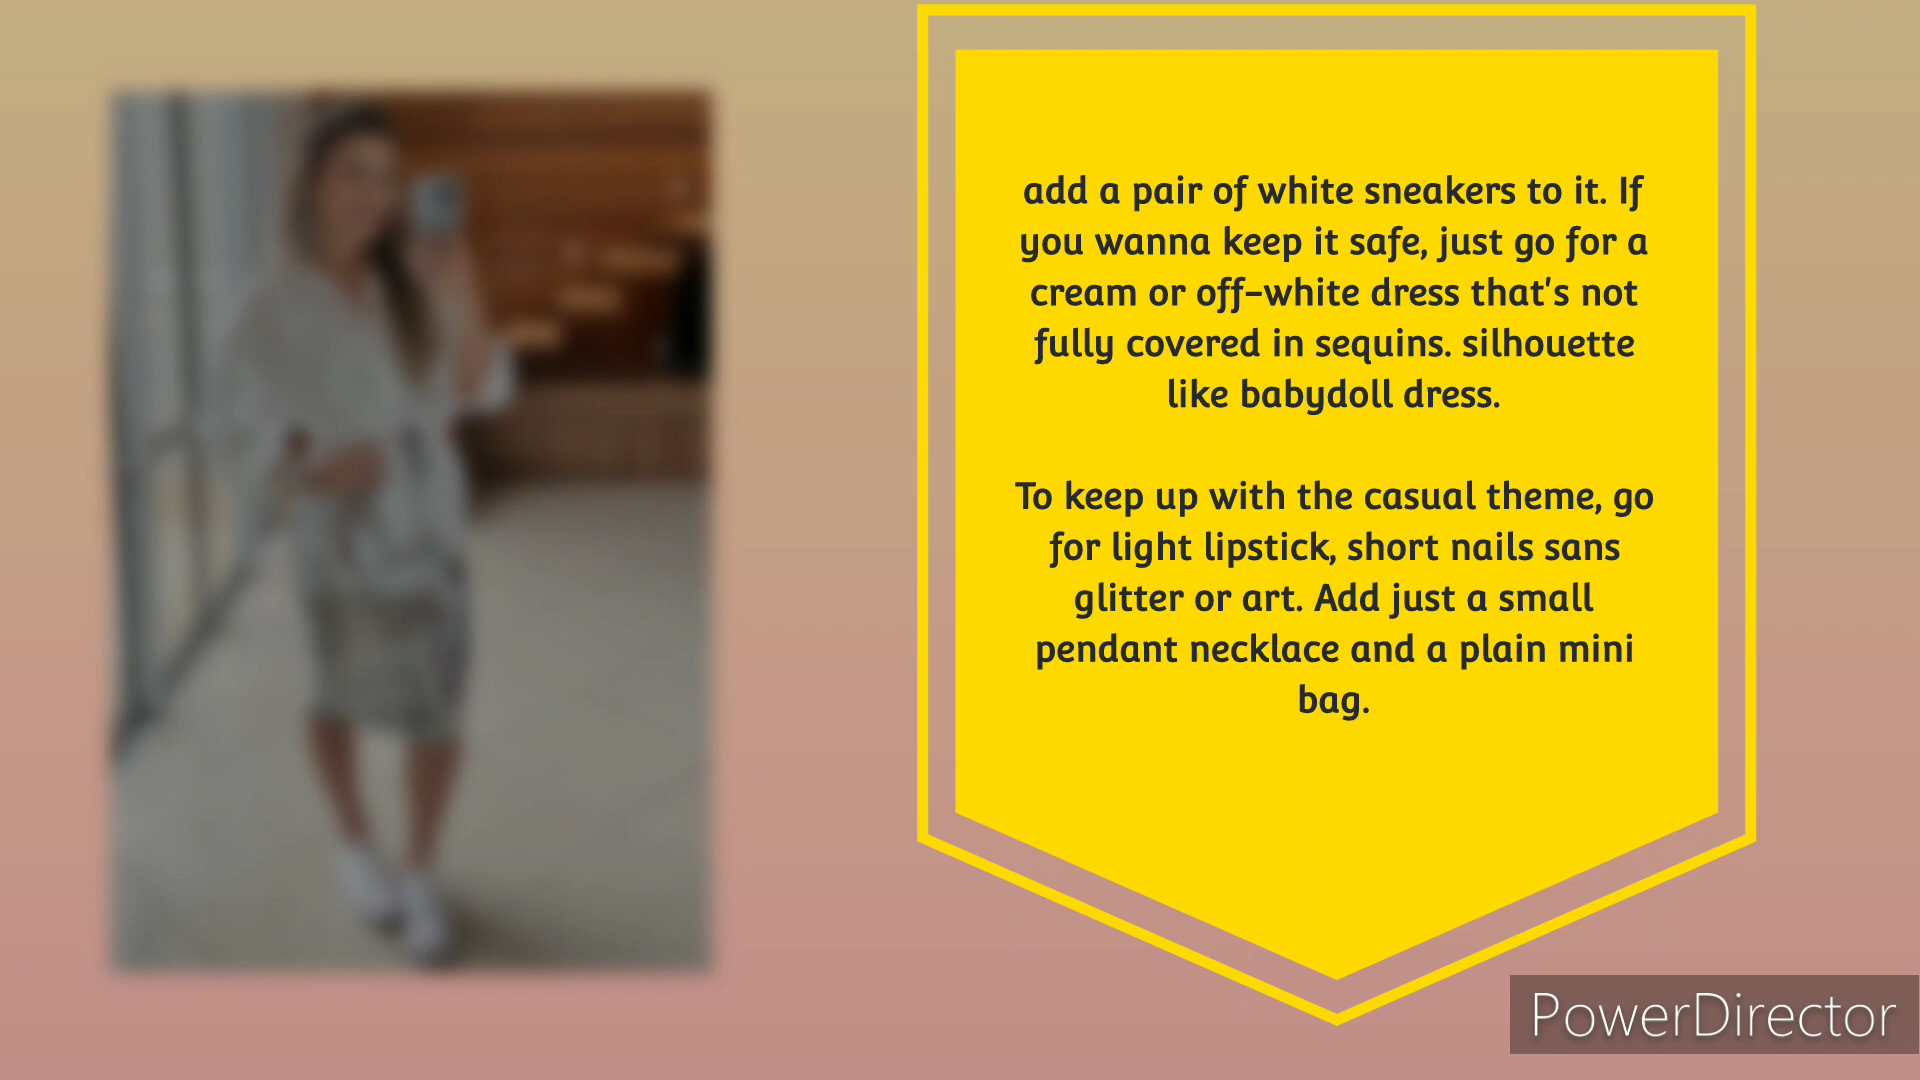 add a pair of white sneakers to it. If
you wanna keep it safe, just go for a
cream or off-white dress that's not
fully covered in sequins. silhouette
like babydoll dress.
To keep up with the casual theme, go
for light lipstick, short nails sans
glitter or art. Add just a small
pendant necklace and a plain mini
bag.
PowerDirector